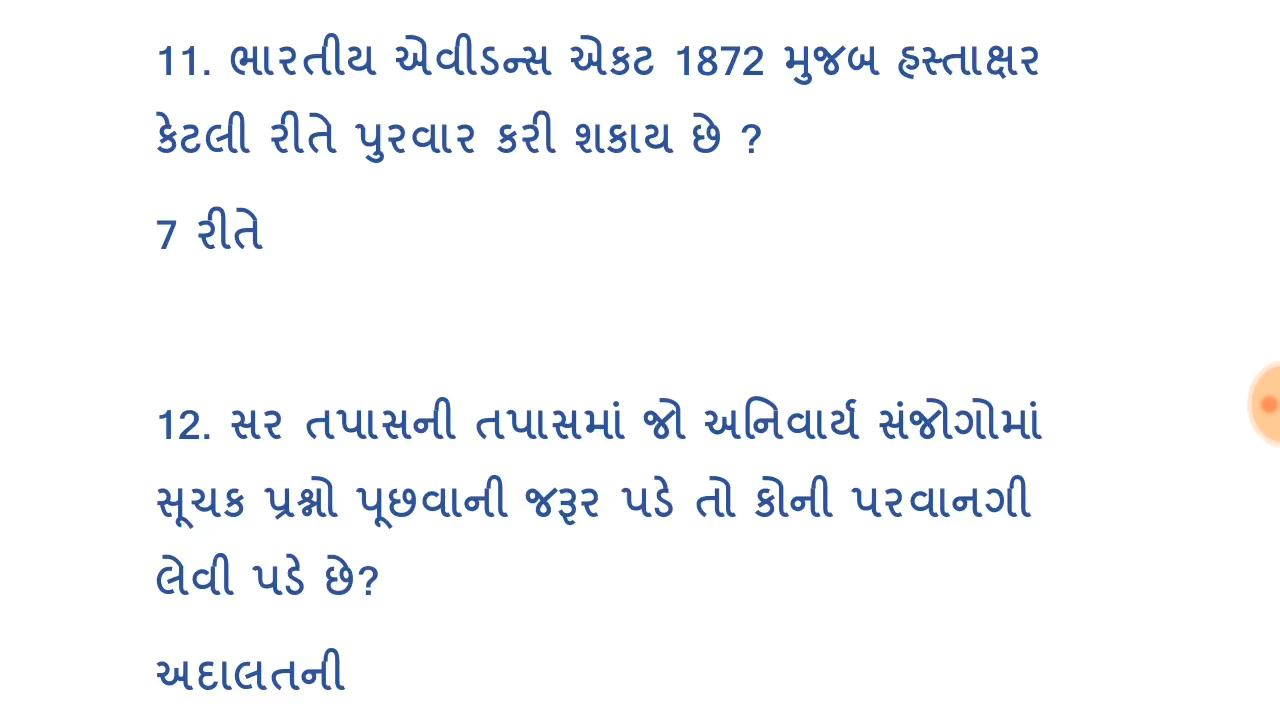 11. ભારતીય એવીડન્સ એકટ 1872 મુજબ હસ્તાક્ષર
કેટલી રીતે પુરવાર કરી શકાય છે ?
7 રીતે
12. સર તપાસની તપાસમાં જો અનિવાર્ય સંજોગોમાં
સૂચક પ્રશ્નો પૂછવાની જરૂર પડે તો કોની પરવાનગી
લેવી પડે છે?
અદાલતની